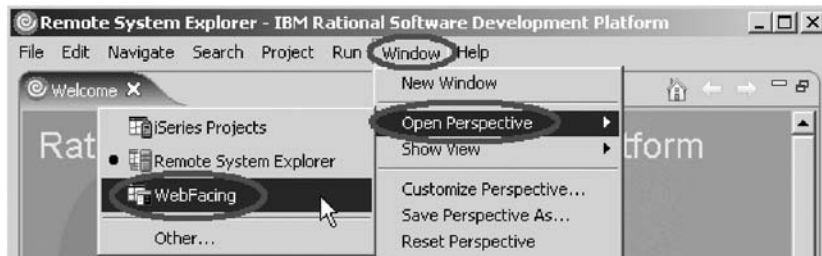 Remote System Explorer - IBM Rational Software Development Platform
File Edit Navigate Search Project Run Window Help
Welcome
New Window
iSeries Projects
Open Perspective
Rat
tform
Remote System Explorer
Show View
WebFacing
Customize Perspective...
Save Perspective As...
Other...
Reset Perspective